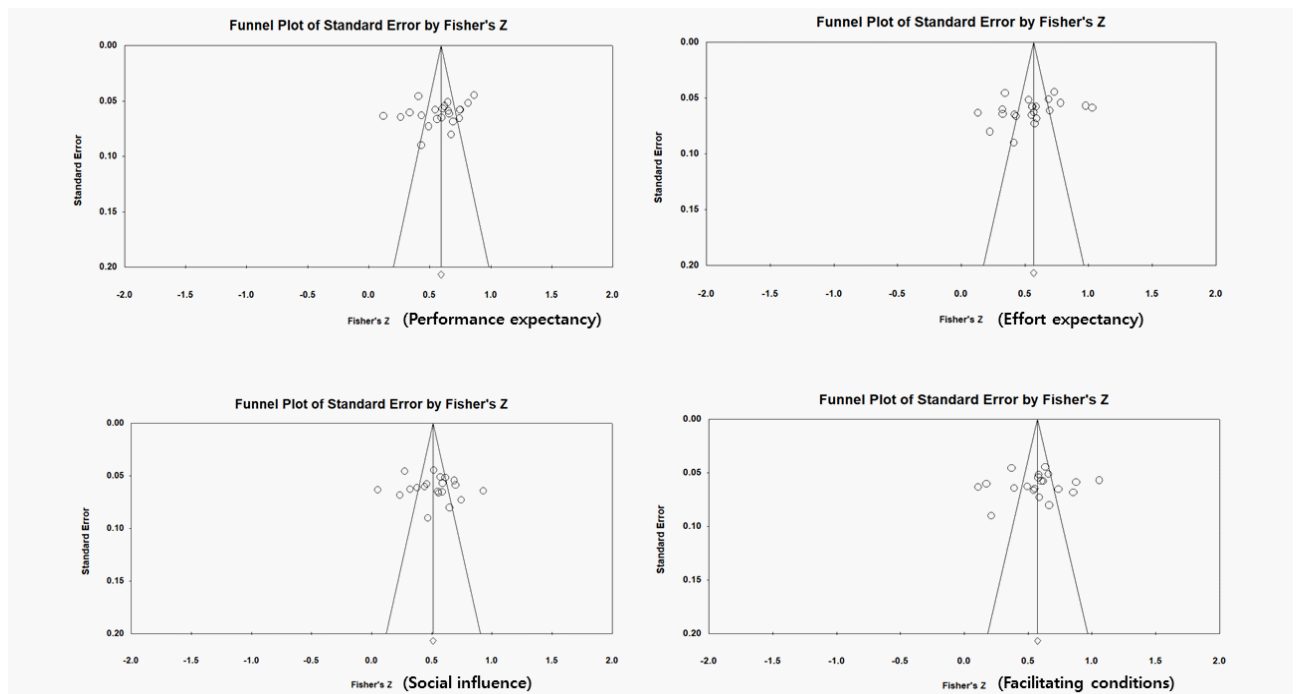 Funnel Plot of Standard Error by Fisher's Z
0.00
0.05
0.10
0.15
0.20
Standard Error
-2.0 -1.5 -1.0 -0.5 0.0 0.5 1.0 1.5 2.0
Fisher's Z (Performance expectancy)
Funnel Plot of Standard Error by Fisher's Z
0.00
0.05
0.10
0.15
0.20
Standard Error
-2.0 -1.5 -1.0 -0.5 0.0 0.5 1.0 1.5 2.0
Fisher's Z (Effort expectancy)
Funnel Plot of Standard Error by Fisher's Z
0.00
0.05
0.10
0.15
0.20
Standard Error
-2.0 -1.5 -1.0 -0.5 0.0 0.5 1.0 1.5 2.0
Fisher's Z (Social influence)
Funnel Plot of Standard Error by Fisher's Z
0.00
0.05
0.10
0.15
0.20
Standard Error
-2.0 -1.5 -1.0 -0.5 0.0 0.5 1.0 1.5 2.0
Fisher's Z (Facilitating conditions)